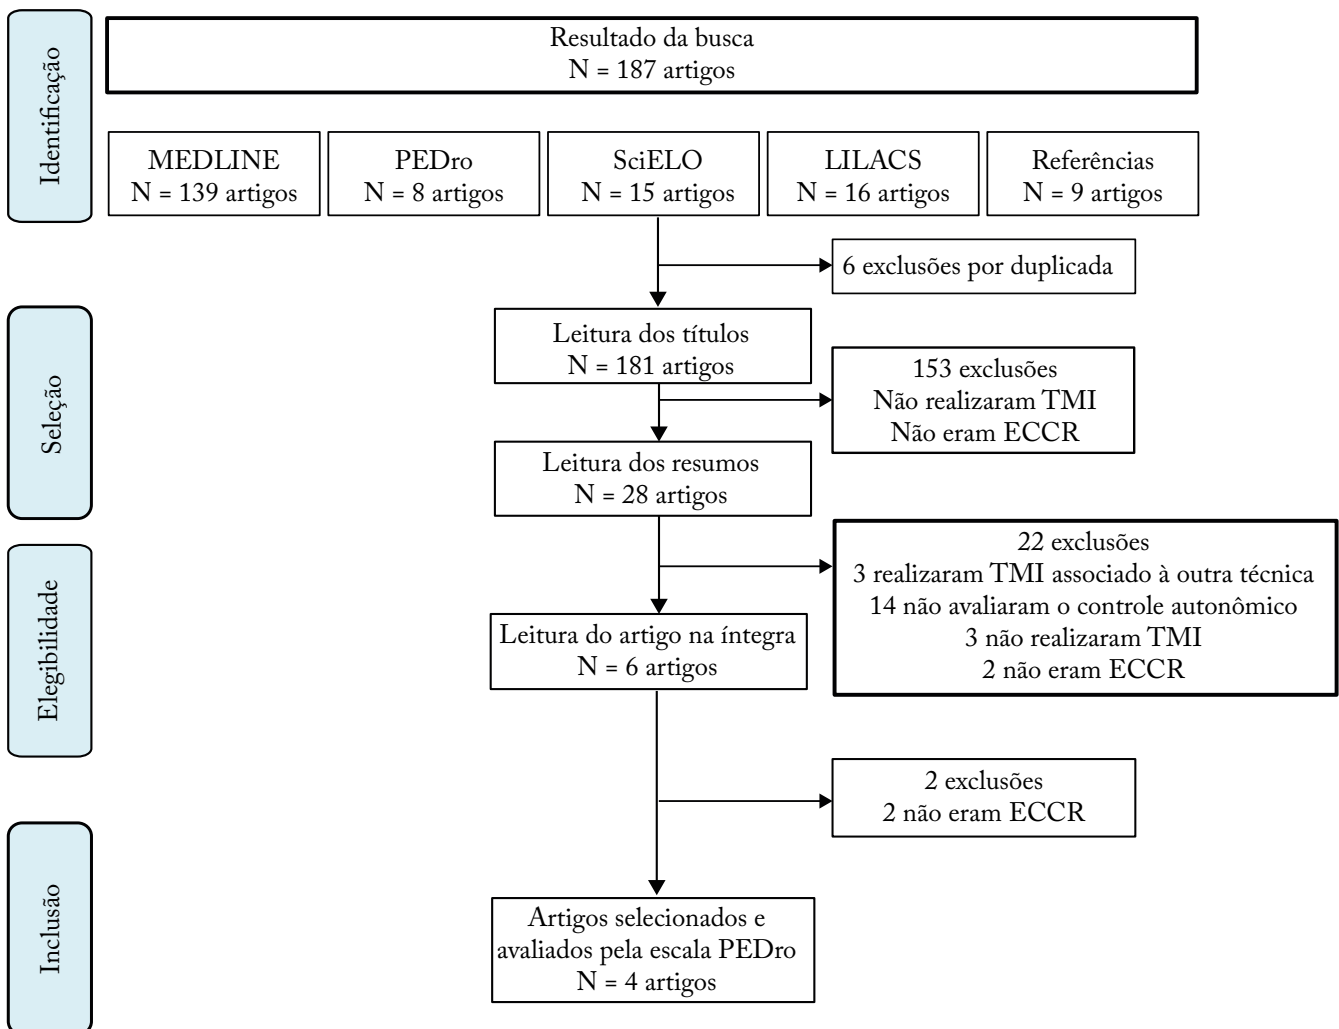 Identificação
Resultado da busca
N = 187 artigos
MEDLINE
N = 139 artigos
PEDro
N = 8 artigos
SciELO
N = 15 artigos
LILACS
N = 16 artigos
Referências
N = 9 artigos
6 exclusões por duplicada
Seleção
Leitura dos títulos
N = 181 artigos
153 exclusões
Não realizaram TMI
Não eram ECCR
Leitura dos resumos
N = 28 artigos
Elegibilidade
22 exclusões
3 realizaram TMI associado à outra técnica
14 não avaliaram o controle autonômico
3 não realizaram TMI
2 não eram ECCR
Leitura do artigo na íntegra
N = 6 artigos
2 exclusões
2 não eram ECCR
Inclusão
Artigos selecionados e
avaliados pela escala PEDro
N = 4 artigos